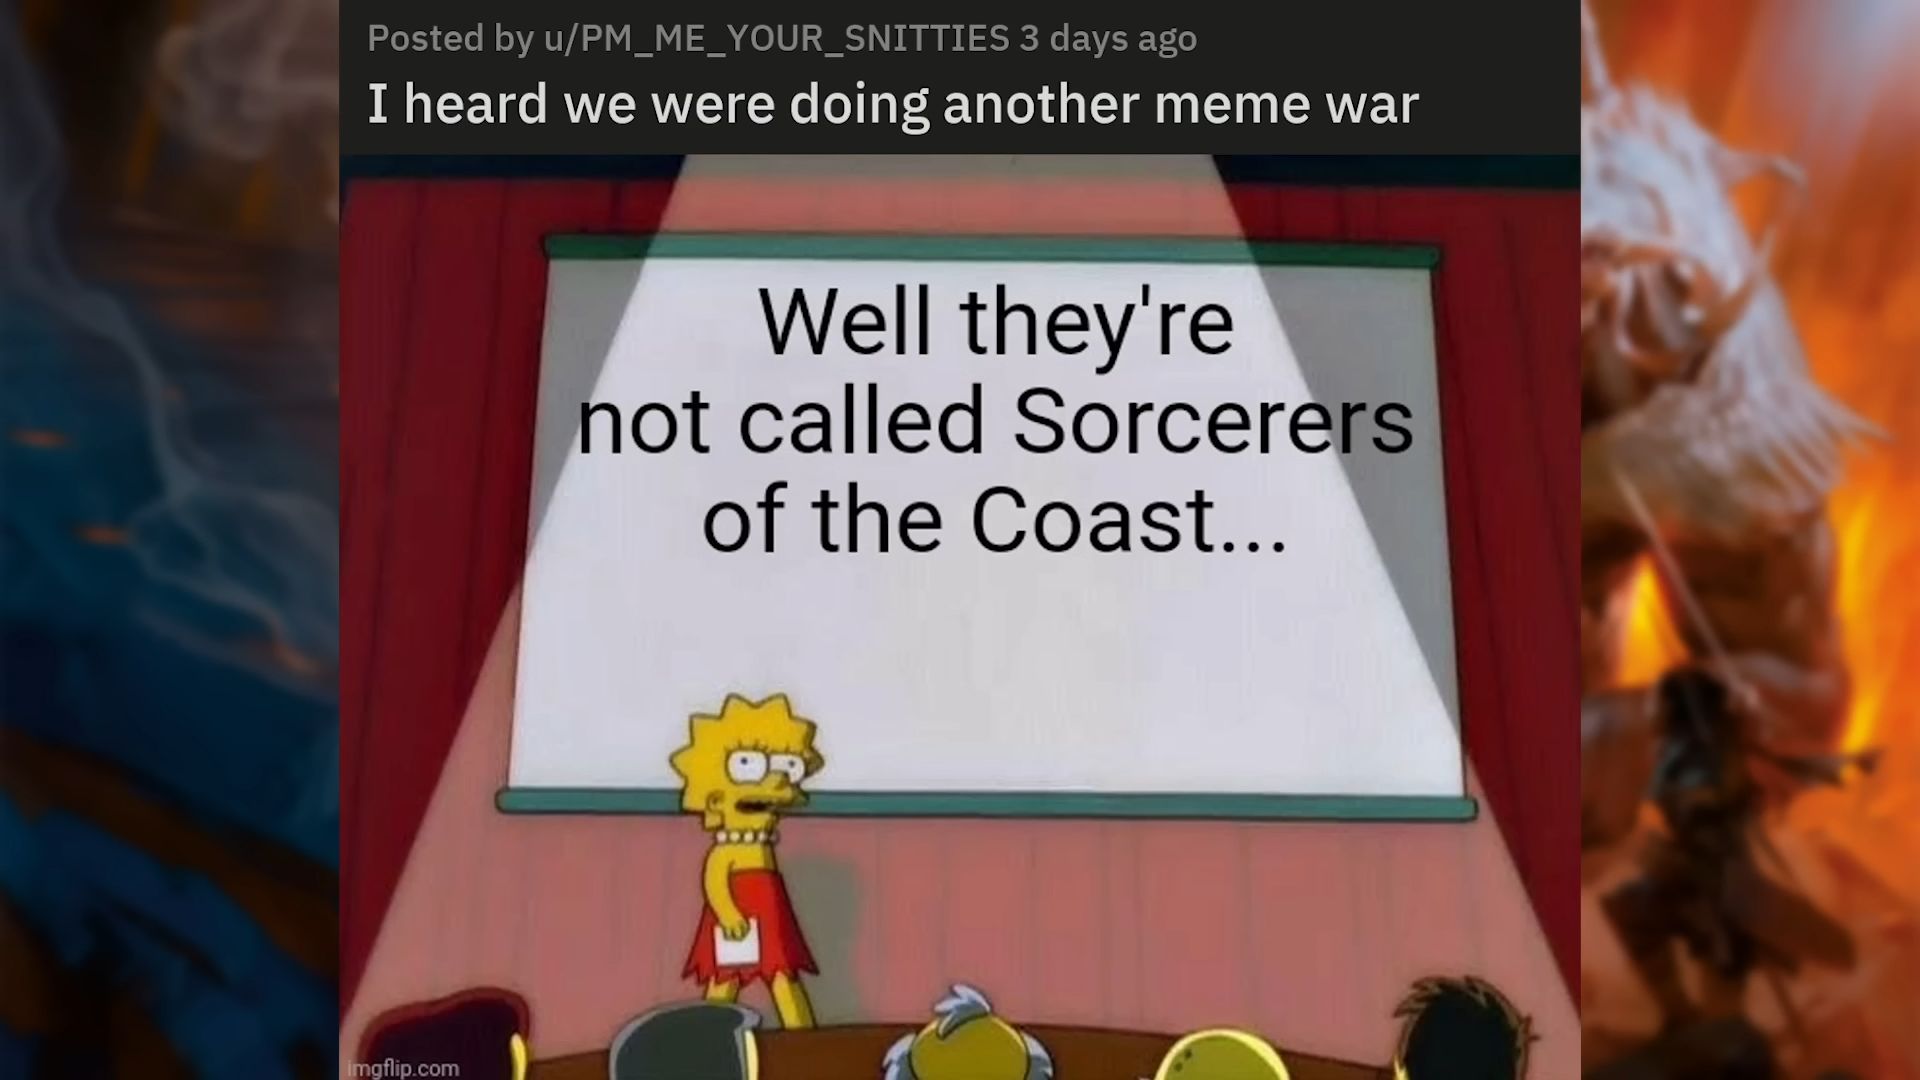 Posted by u/PM_ME_YOUR_SNITTIES 3 days ago
I heard we were doing another meme war
Well they're
not called Sorcerers
of the Coast...
imgflip.com